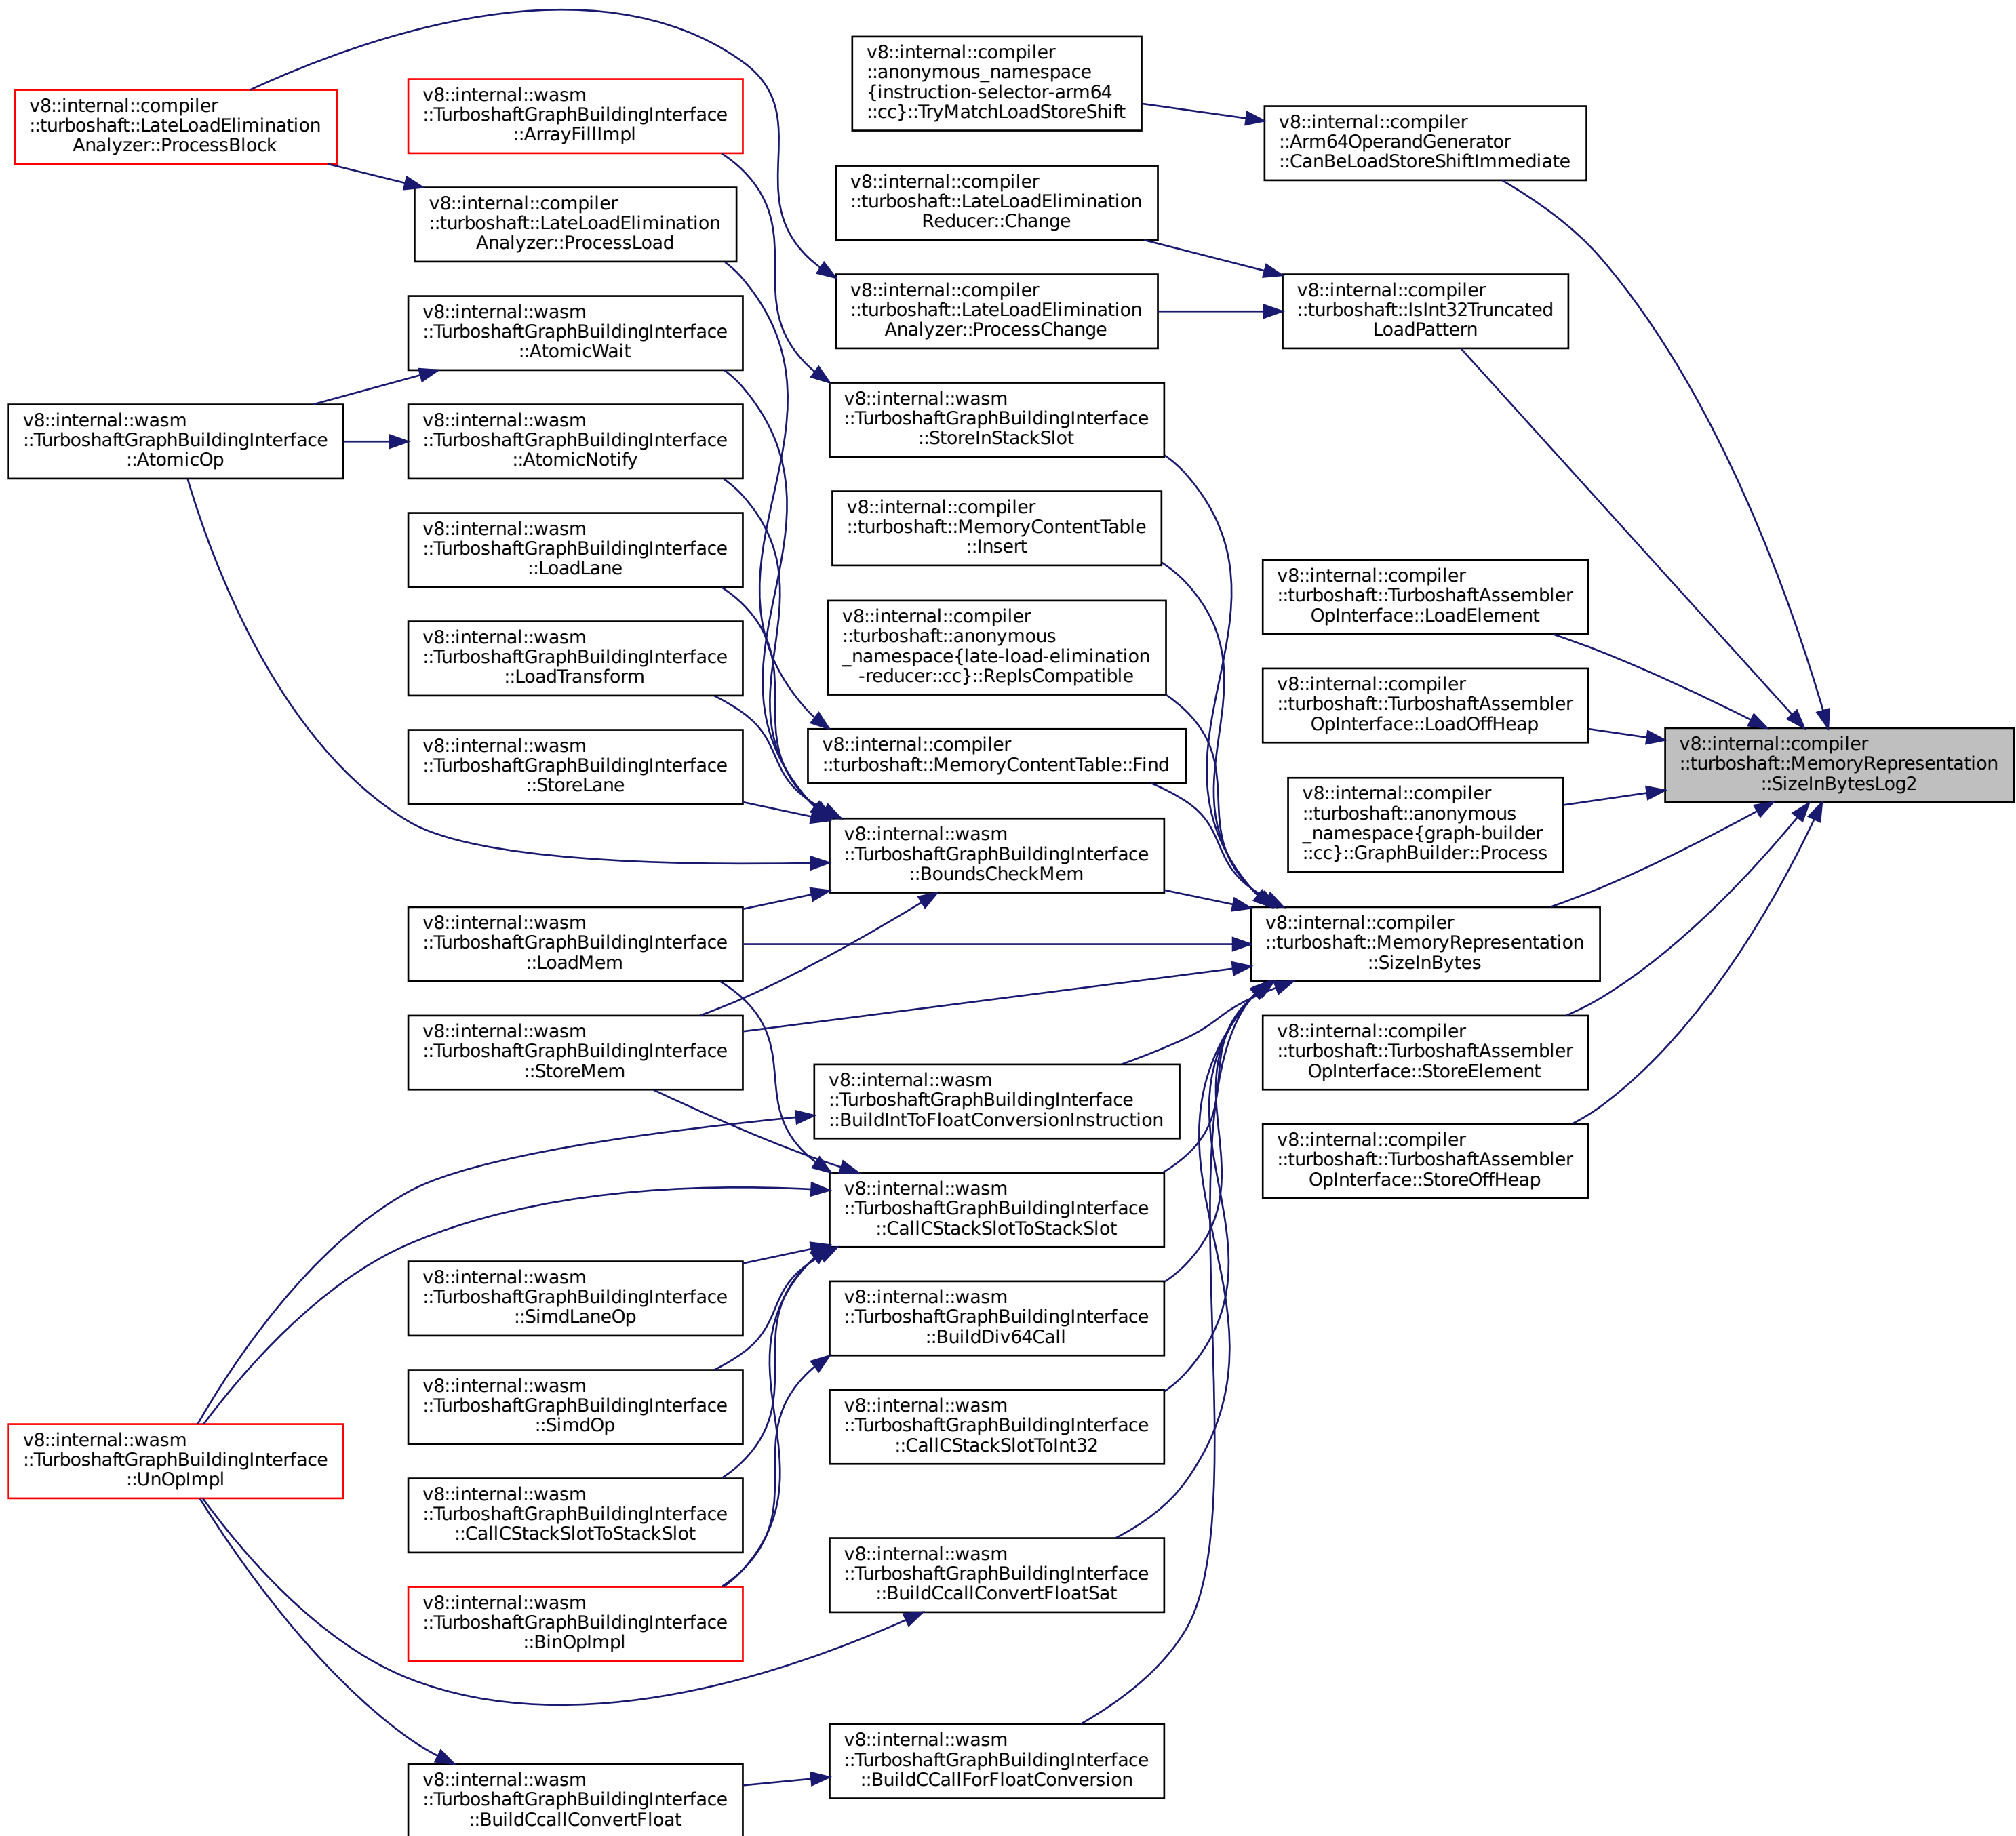 v8::internal::compiler
::turboshaft::LateLoadElimination
Analyzer::ProcessBlock
v8::internal::wasm
::TurboshaftGraphBuildingInterface
::AtomicOp
v8::internal::wasm
::TurboshaftGraphBuildingInterface
::UnOpImpl
v8::internal::wasm
::TurboshaftGraphBuildingInterface
::ArrayFillImpl
v8::internal::compiler
::turboshaft::LateLoadElimination
Analyzer::ProcessLoad
v8::internal::wasm
::TurboshaftGraphBuildingInterface
::AtomicWait
v8::internal::wasm
::TurboshaftGraphBuildingInterface
::AtomicNotify
v8::internal::wasm
::TurboshaftGraphBuildingInterface
::LoadLane
v8::internal::wasm
::TurboshaftGraphBuildingInterface
::LoadTransform
v8::internal::wasm
::TurboshaftGraphBuildingInterface
::StoreLane
v8::internal::wasm
::TurboshaftGraphBuildingInterface
::LoadMem
v8::internal::wasm
::TurboshaftGraphBuildingInterface
::StoreMem
v8::internal::wasm
::TurboshaftGraphBuildingInterface
::SimdLaneOp
v8::internal::wasm
::TurboshaftGraphBuildingInterface
::SimdOp
v8::internal::wasm
::TurboshaftGraphBuildingInterface
::CallCStackSlotToStackSlot
v8::internal::wasm
::TurboshaftGraphBuildingInterface
::BinOpImpl
v8::internal::wasm
::TurboshaftGraphBuildingInterface
::BuildCcallConvertFloat
v8::internal::compiler
::anonymous_namespace
{instruction-selector-arm64
::cc}::TryMatchLoadStoreShift
v8::internal::compiler
::turboshaft::LateLoadElimination
Reducer::Change
v8::internal::compiler
::turboshaft::LateLoadElimination
Analyzer::ProcessChange
v8::internal::wasm
::TurboshaftGraphBuildingInterface
::StoreInStackSlot
v8::internal::compiler
::turboshaft::MemoryContentTable
::Insert
v8::internal::compiler
::turboshaft::anonymous
_namespace{late-load-elimination
-reducer::cc}::RepIsCompatible
v8::internal::compiler
::turboshaft::MemoryContentTable::Find
v8::internal::wasm
::TurboshaftGraphBuildingInterface
::BoundsCheckMem
v8::internal::wasm
::TurboshaftGraphBuildingInterface
::BuildIntToFloatConversionInstruction
v8::internal::wasm
::TurboshaftGraphBuildingInterface
::CallCStackSlotToStackSlot
v8::internal::wasm
::TurboshaftGraphBuildingInterface
::BuildDiv64Call
v8::internal::wasm
::TurboshaftGraphBuildingInterface
::CallCStackSlotToInt32
v8::internal::wasm
::TurboshaftGraphBuildingInterface
::BuildCcallConvertFloatSat
v8::internal::wasm
::TurboshaftGraphBuildingInterface
::BuildCCallForFloatConversion
v8::internal::compiler
::Arm64OperandGenerator
::CanBeLoadStoreShiftImmediate
v8::internal::compiler
::turboshaft::IsInt32Truncated
LoadPattern
v8::internal::compiler
::turboshaft::TurboshaftAssembler
OpInterface::LoadElement
v8::internal::compiler
::turboshaft::TurboshaftAssembler
OpInterface::LoadOffHeap
v8::internal::compiler
::turboshaft::anonymous
_namespace{graph-builder
::cc}::GraphBuilder::Process
v8::internal::compiler
::turboshaft::MemoryRepresentation
::SizeInBytes
v8::internal::compiler
::turboshaft::TurboshaftAssembler
OpInterface::StoreElement
v8::internal::compiler
::turboshaft::TurboshaftAssembler
OpInterface::StoreOffHeap
v8::internal::compiler
::turboshaft::MemoryRepresentation
::SizeInBytesLog2